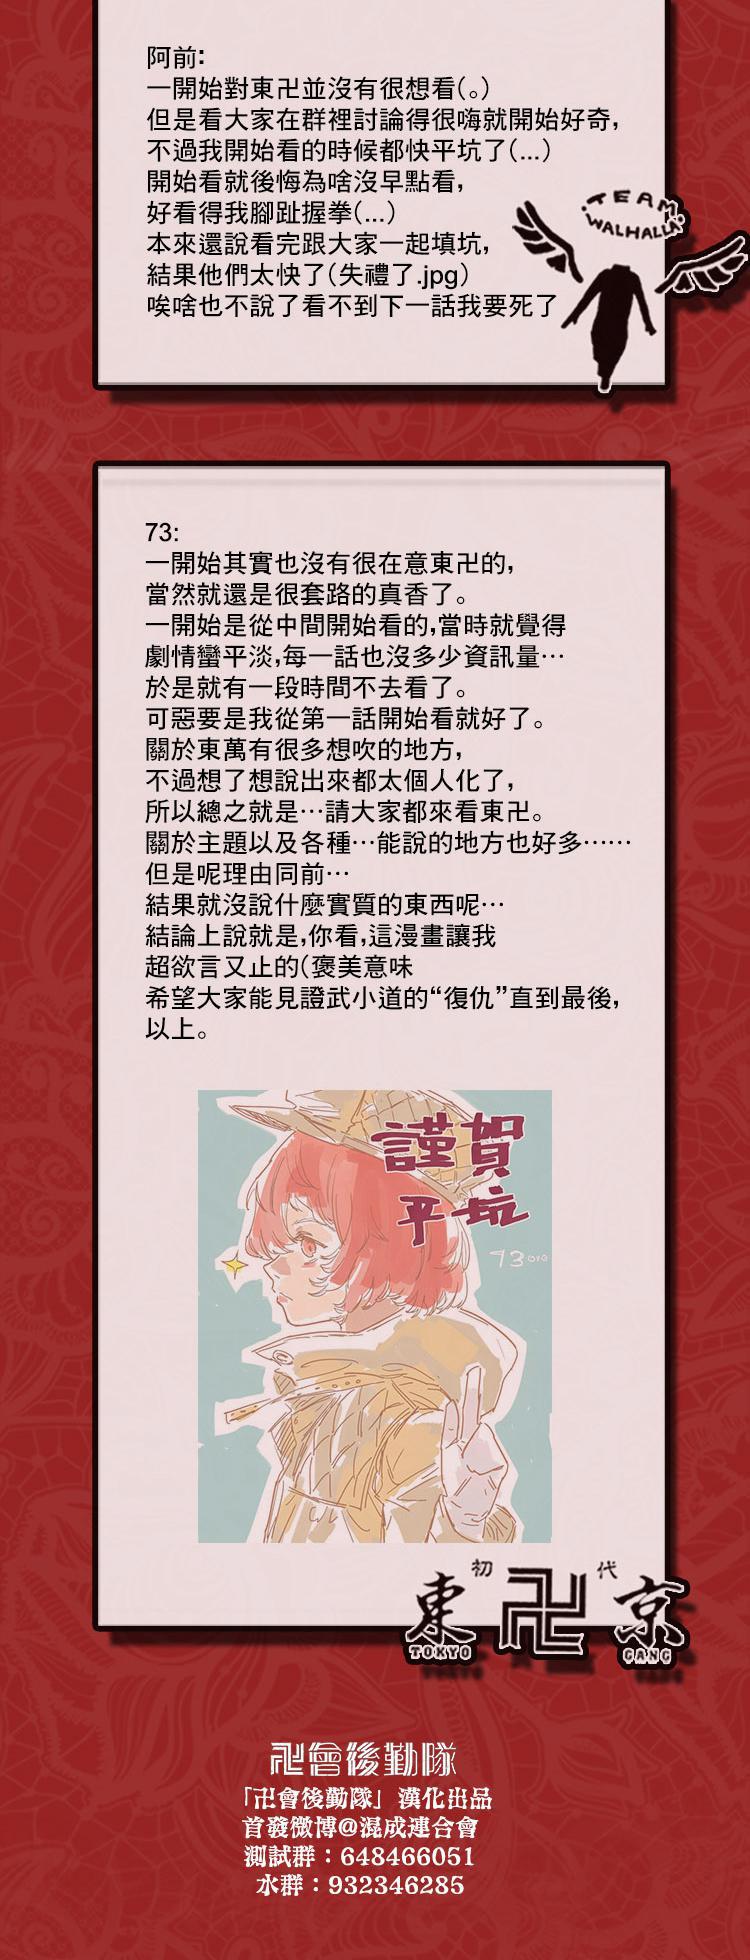 阿前:
一開始對東卍並沒有很想看(。)
但是看大家在群裡討論得很嗨就開始好奇,
不過我開始看的時候都快平坑了(...)
開始看就後悔為啥沒早點看,
好看得我腳趾握拳(...)
本來還說看完跟大家一起填坑,
結果他們太快了(失禮了.jpg)
唉啥也不說了看不到下一話我要死了
TEAM
WALHALLA
73:
一開始其實也沒有很在意東卍的,
當然就還是很套路的真香了。
一開始是從中間開始看的,當時就覺得
劇情蠻平淡,每一話也沒多少資訊量…
於是就有一段時間不去看了。
可惡要是我從第一話開始看就好了。
關於東萬有很多想吹的地方,
不過想了想說出來都太個人化了,
所以總之就是…請大家都來看東卍。
關於主題以及各種…能說的地方也好多……
但是呢理由同前…
結果就沒說什麼實質的東西呢…
結論上說就是,你看,這漫畫讓我
超欲言又止的(褒美意味
希望大家能見證武小道的“復仇”直到最後,
以上。
謹賀
平坑
73
初代
東卍京
TOKYO GANG
卍會後勤隊
「卍會後勤隊」漢化出品
首發微博@混成連合會
測試群：648466051
水群：932346285